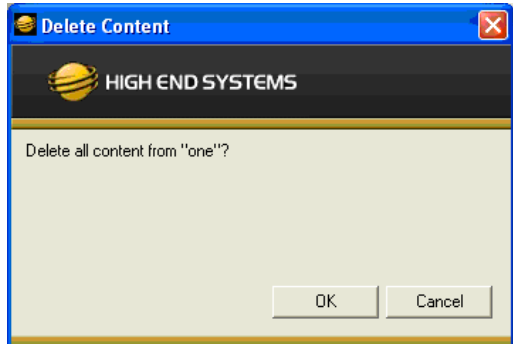 Delete Content
HIGH END SYSTEMS
Delete all content from "one"?
OK Cancel